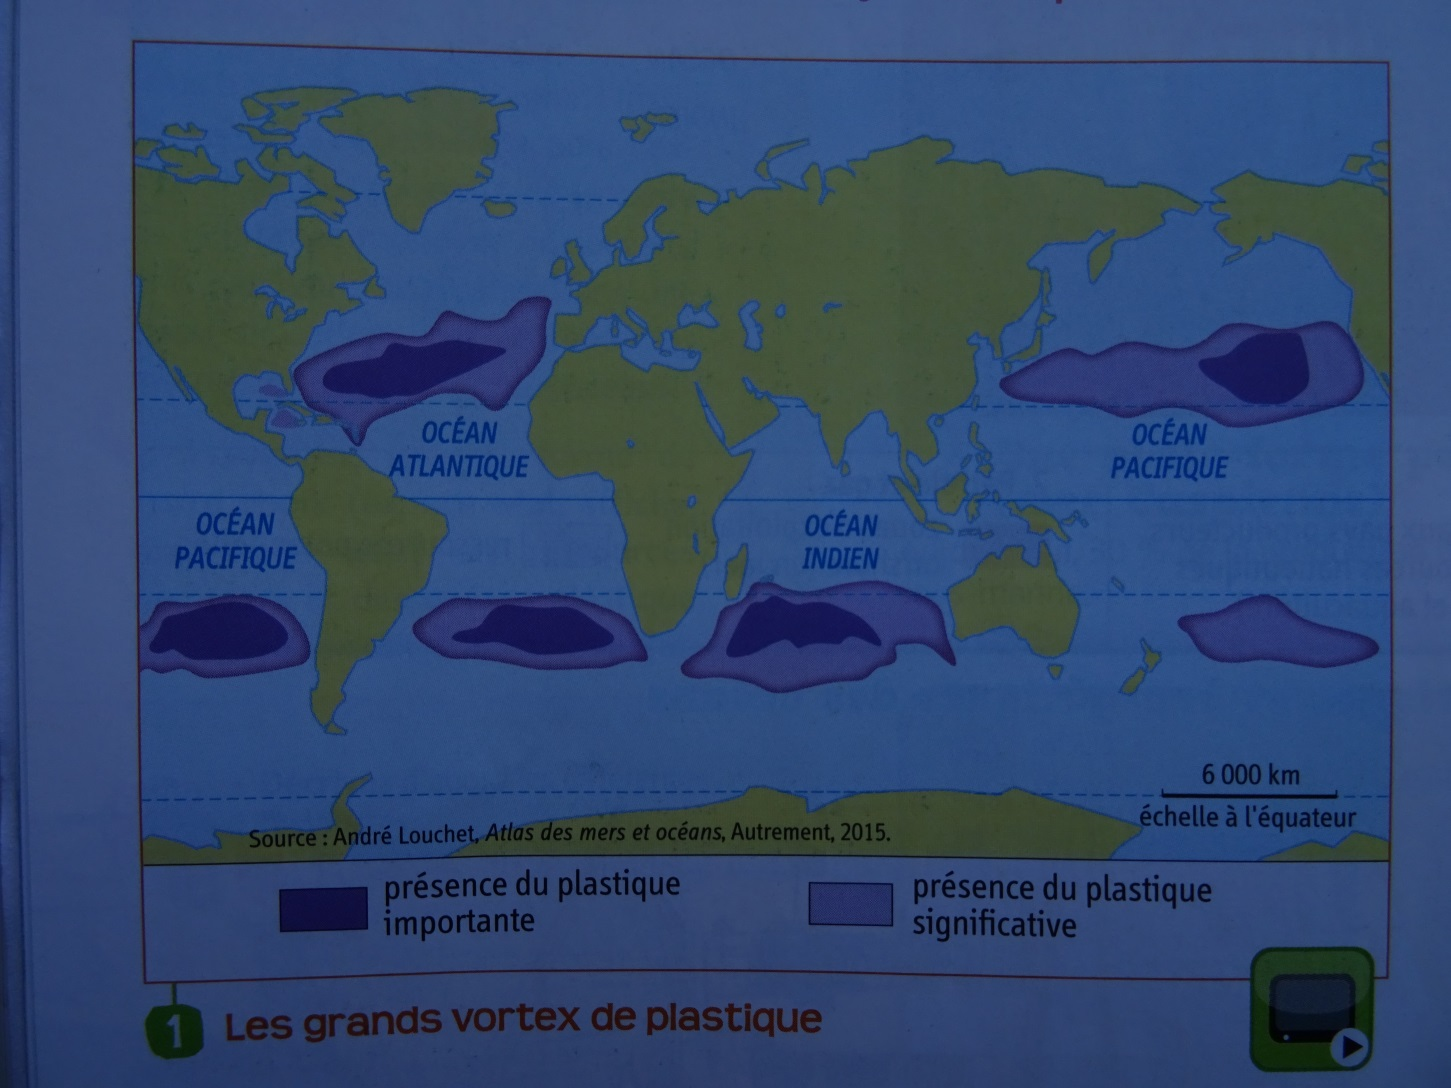 OCÉAN
ATLANTIQUE
OCÉAN
PACIFIQUE
OCÉAN
PACIFIQUE
OCÉAN
INDIEN
6 000 km
échelle à l'équateur
Source : André Louchet, Atlas des mers et océans, Autrement, 2015.
présence du plastique
importante
présence du plastique
significative
1 Les grands vortex de plastique